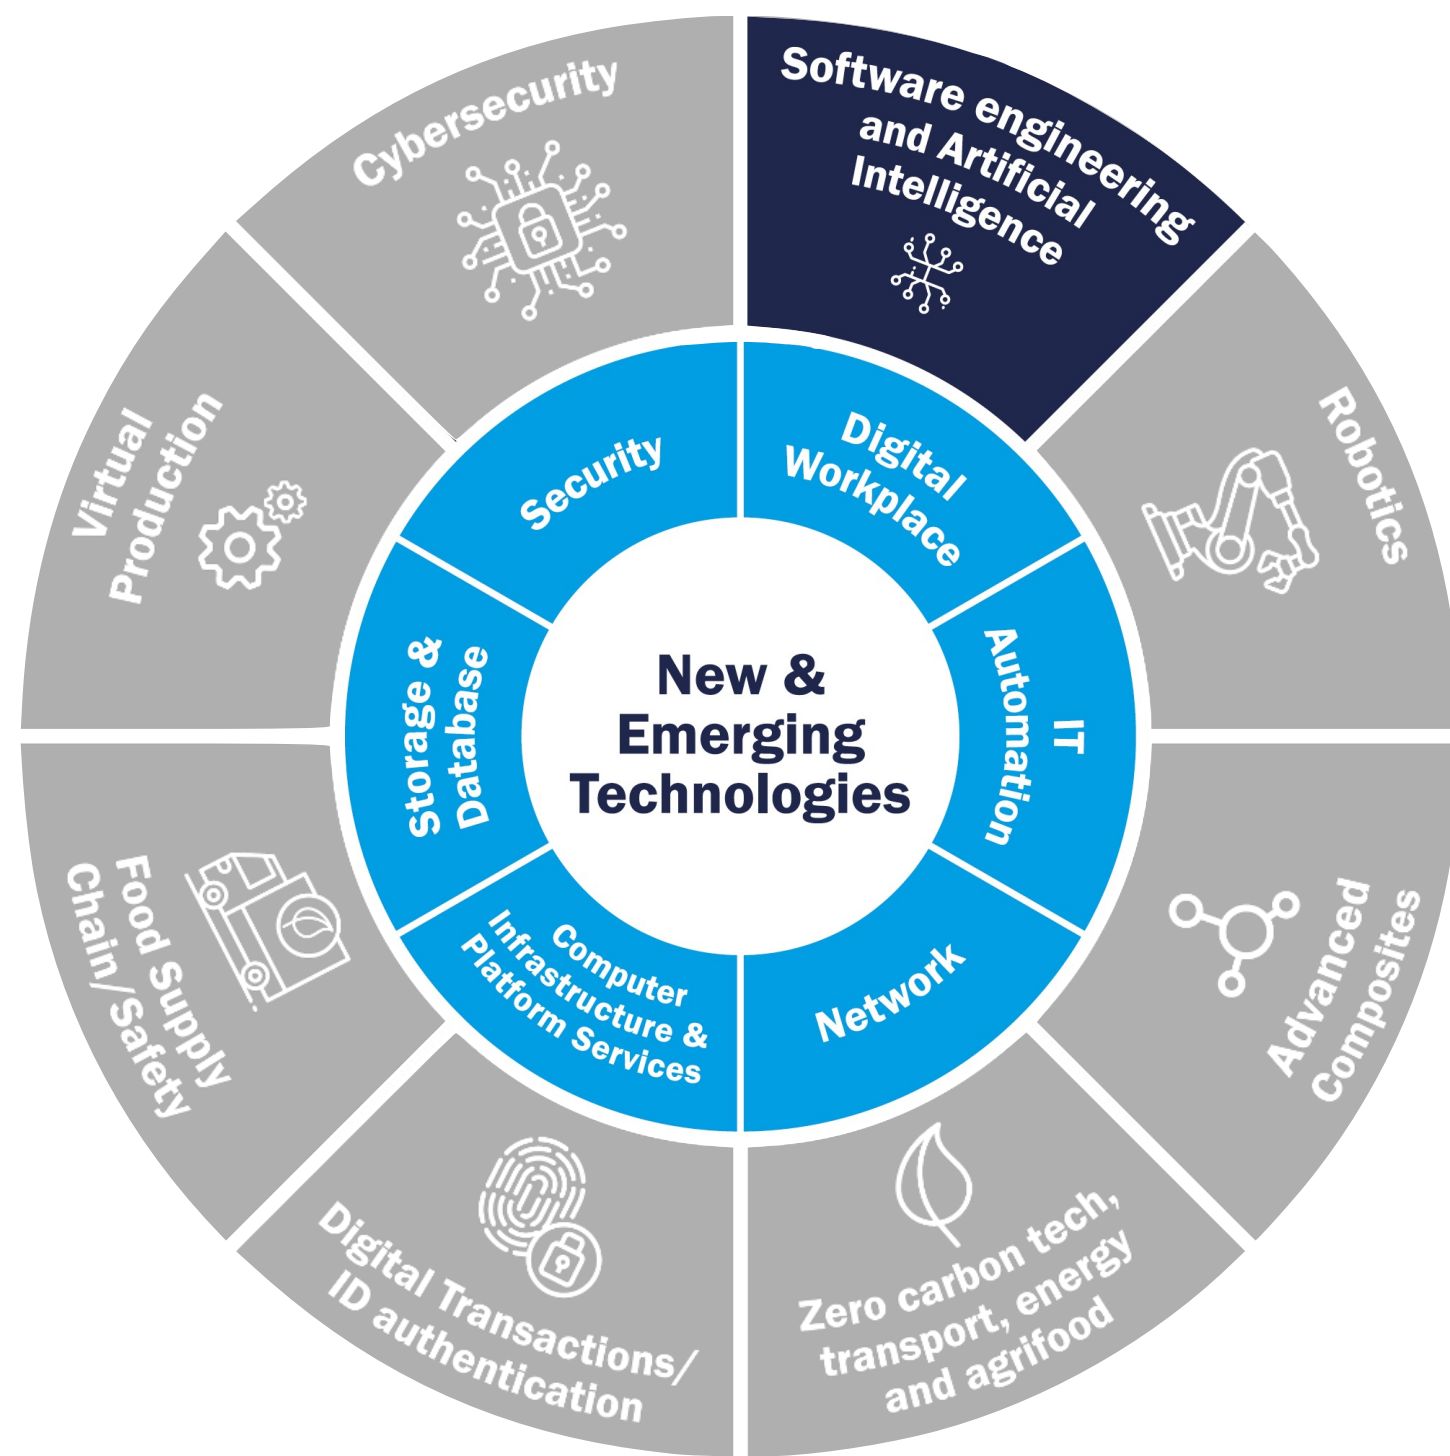 New &
Emerging
Technologies
Digital
Workplace
IT
Automation
Network
Computer
Infrastructure &
Platform Services
Storage &
Database
Security
Software engineering
and Artificial
Intelligence
Robotics
Advanced
Composites
Zero carbon tech,
transport, energy
and agrifood
Digital Transactions/
ID authentication
Food Supply
Chain/Safety
Virtual
Production
Cybersecurity